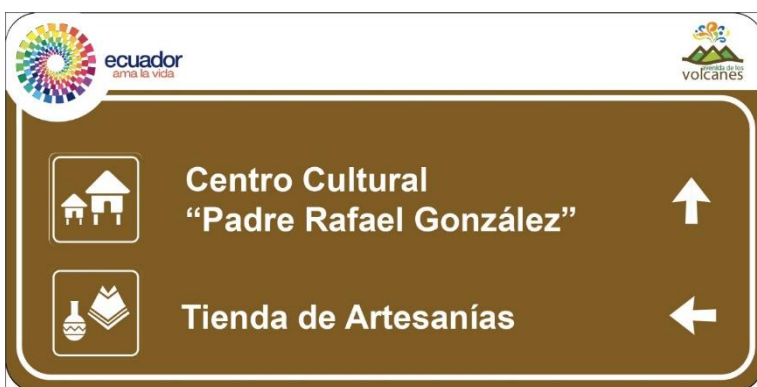 ecuador
ama la vida
avenida de los
volcanes
Centro Cultural
“Padre Rafael González”
Tienda de Artesanías